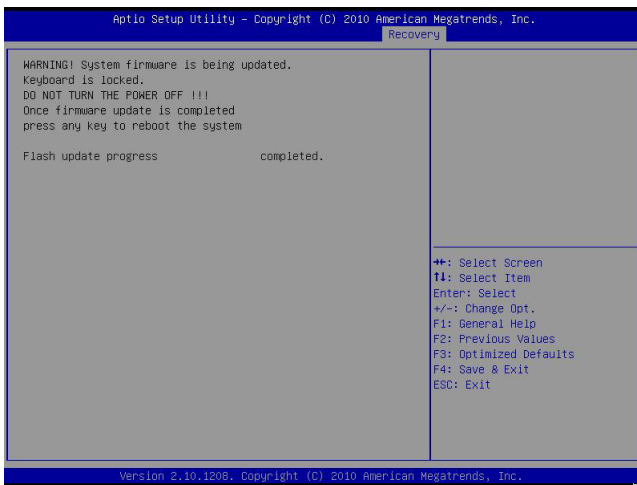 Aptio Setup Utility – Copyright (C) 2010 American Megatrends, Inc.
Recovery
WARNING! System firmware is being updated.
Keyboard is locked.
DO NOT TURN THE POWER OFF !!!
Once firmware update is completed
press any key to reboot the system
Flash update progress completed.
→←: Select Screen
↑↓: Select Item
Enter: Select
+/-: Change Opt.
F1: General Help
F2: Previous Values
F3: Optimized Defaults
F4: Save & Exit
ESC: Exit
Version 2.10.1208. Copyright (C) 2010 American Megatrends, Inc.